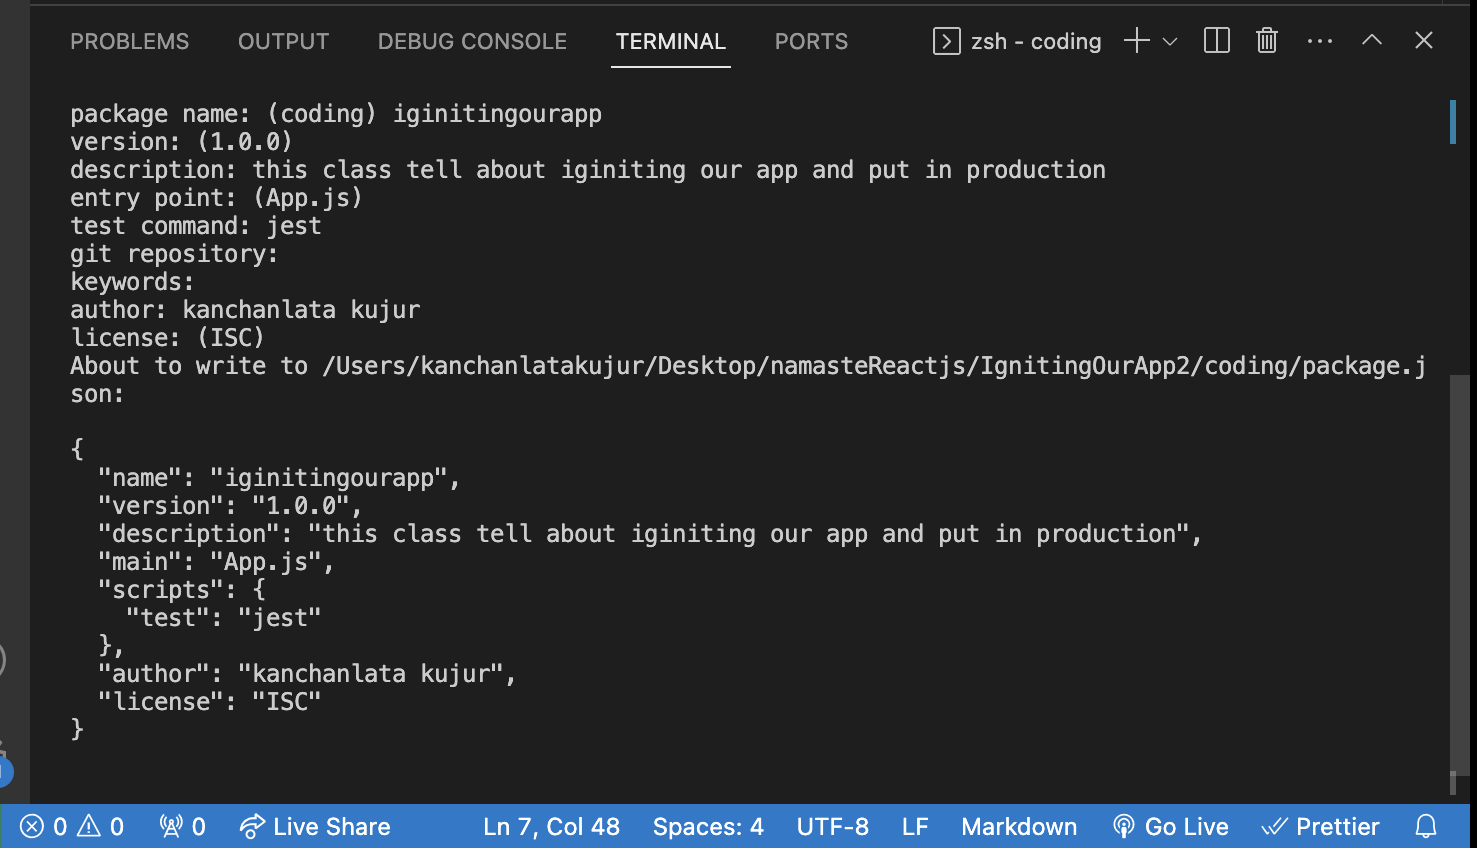 PROBLEMS OUTPUT DEBUG CONSOLE TERMINAL PORTS zsh - coding
package name: (coding) iginitingourapp
version: (1.0.0)
description: this class tell about iginiting our app and put in production
entry point: (App.js)
test command: jest
git repository:
keywords:
author: kanchanlata kujur
license: (ISC)
About to write to /Users/kanchanlatakujur/Desktop/namasteReactjs/IgnitingOurApp2/coding/package.j
son:
{
  "name": "iginitingourapp",
  "version": "1.0.0",
  "description": "this class tell about iginiting our app and put in production",
  "main": "App.js",
  "scripts": {
    "test": "jest"
  },
  "author": "kanchanlata kujur",
  "license": "ISC"
}
0 0 0 Live Share Ln 7, Col 48 Spaces: 4 UTF-8 LF Markdown Go Live Prettier